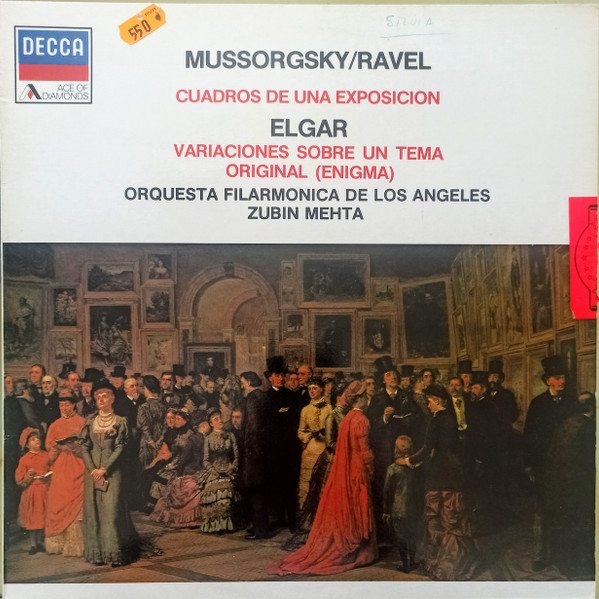 550
Silvia
DECCA
ACE OF
DIAMONDS
MUSSORGSKY/RAVEL
CUADROS DE UNA EXPOSICION
ELGAR
VARIACIONES SOBRE UN TEMA
ORIGINAL (ENIGMA)
ORQUESTA FILARMONICA DE LOS ANGELES
ZUBIN MEHTA